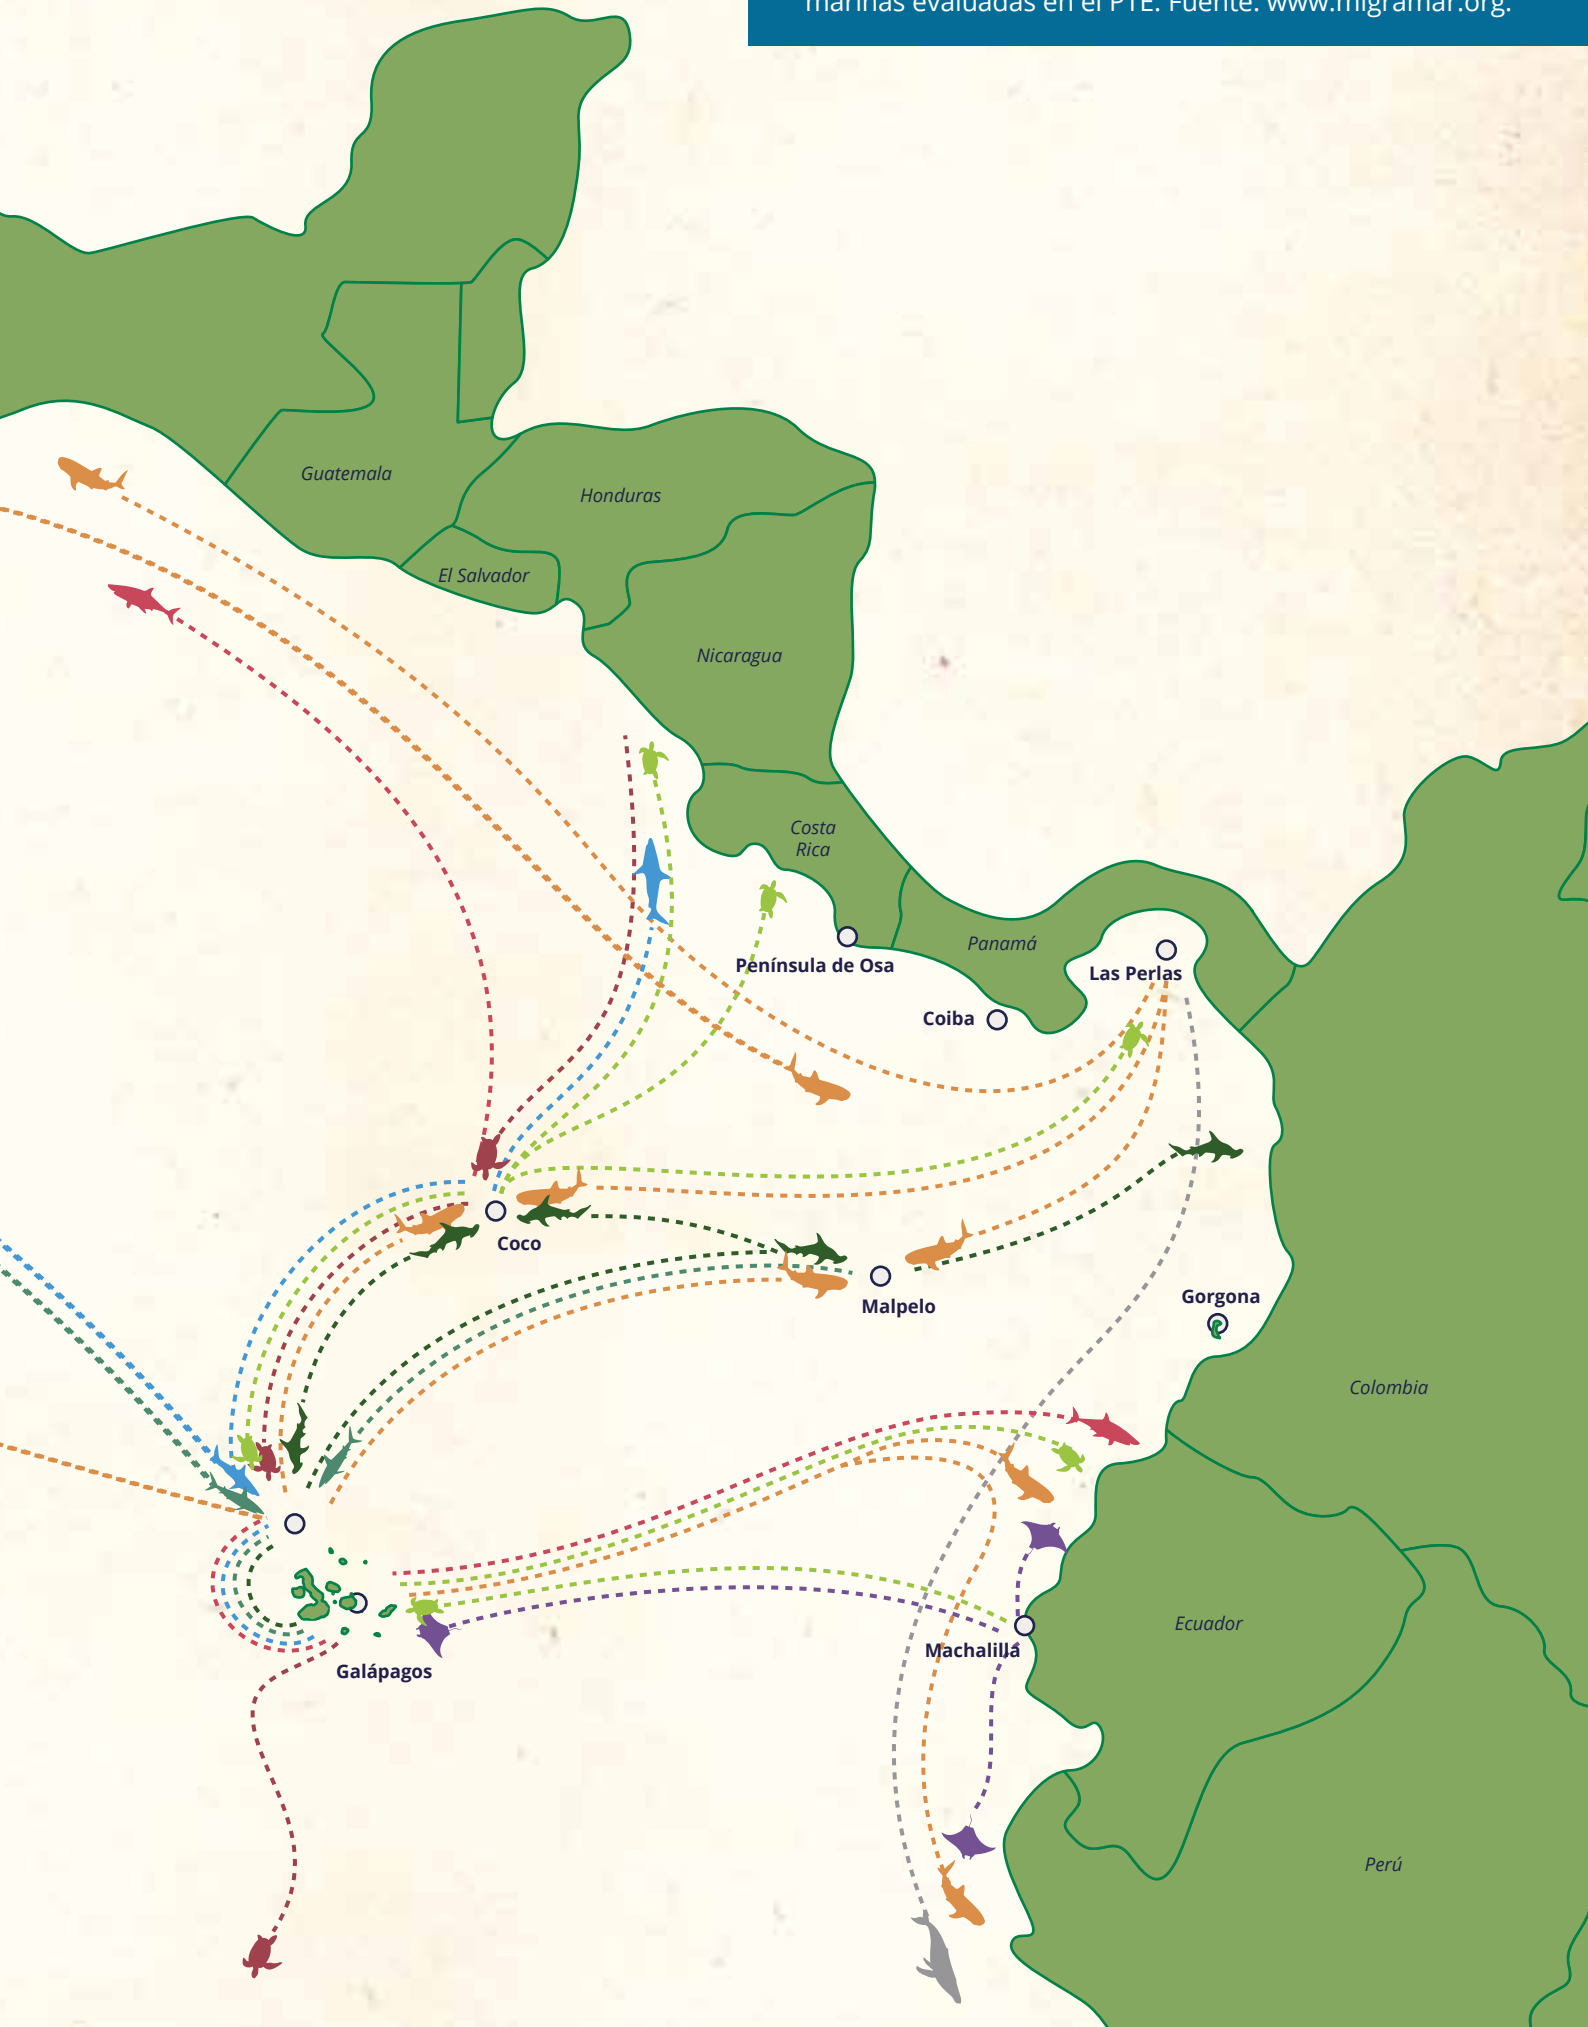 marinas evaluadas en el PTE. Fuente: www.migramar.org.
Guatemala
Honduras
El Salvador
Nicaragua
Costa
Rica
Península de Osa
Panamá
Las Perlas
Coiba
Coco
Malpelo
Gorgona
Colombia
Ecuador
Machalilla
Galápagos
Perú